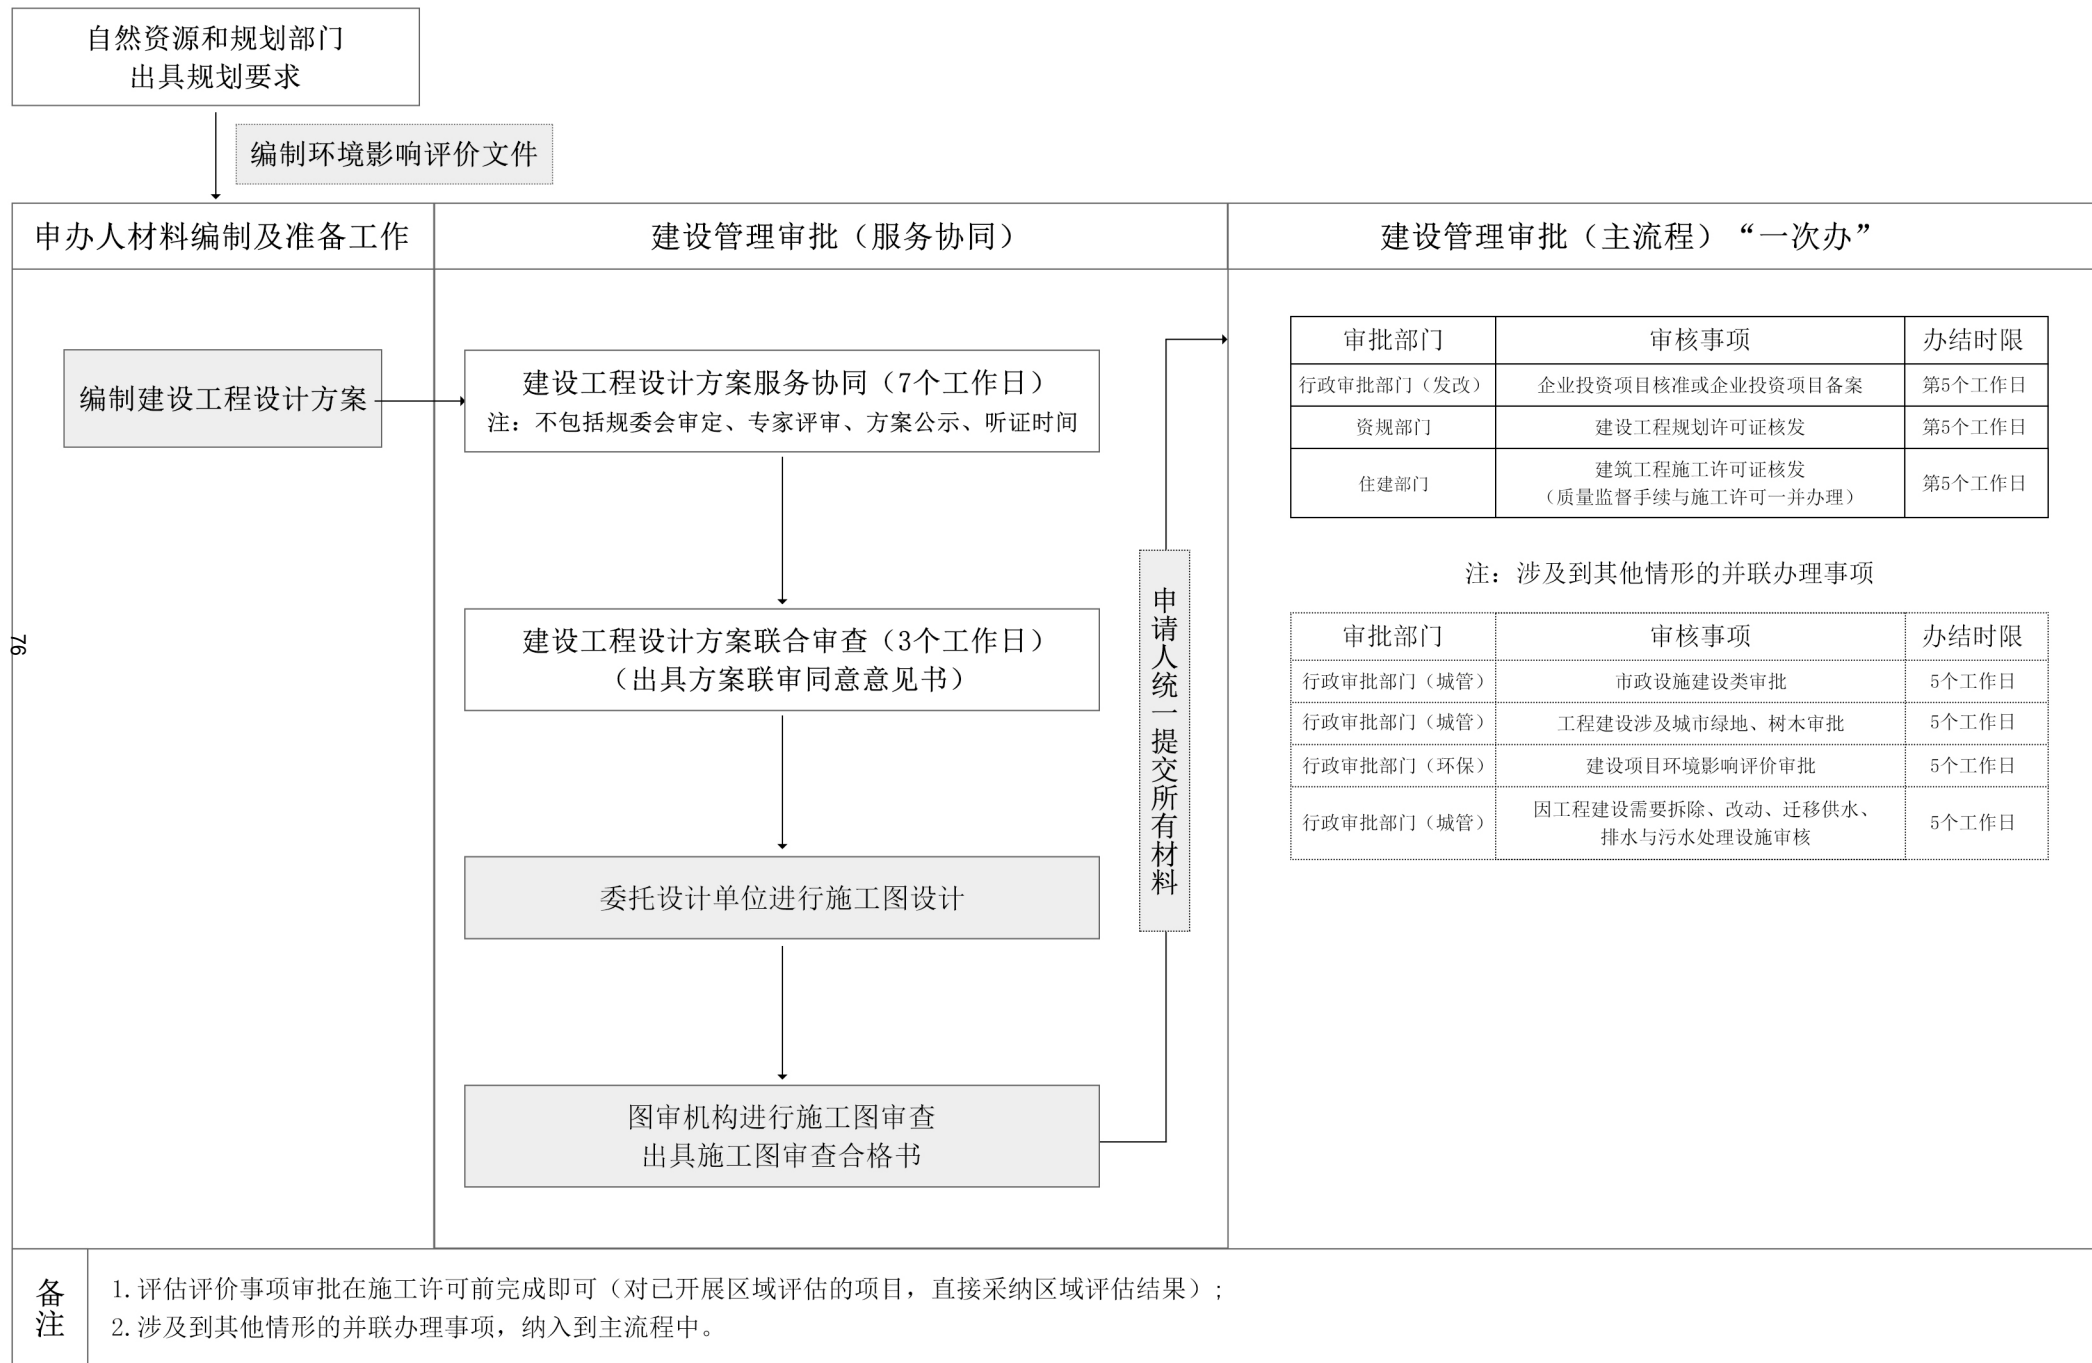 自然资源和规划部门
出具规划要求
编制环境影响评价文件
申办人材料编制及准备工作
建设管理审批（服务协同）
建设管理审批（主流程）“一次办”
编制建设工程设计方案
建设工程设计方案服务协同（7个工作日）
注：不包括规委会审定、专家评审、方案公示、听证时间
建设工程设计方案联合审查（3个工作日）
（出具方案联审同意意见书）
委托设计单位进行施工图设计
图审机构进行施工图审查
出具施工图审查合格书
申请人统一提交所有材料
审批部门 审核事项 办结时限
行政审批部门（发改） 企业投资项目核准或企业投资项目备案 第5个工作日
资规部门 建设工程规划许可证核发 第5个工作日
住建部门 建筑工程施工许可证核发 第5个工作日
（质量监督手续与施工许可一并办理）
注：涉及到其他情形的并联办理事项
审批部门 审核事项 办结时限
行政审批部门（城管） 市政设施建设类审批 5个工作日
行政审批部门（城管） 工程建设涉及城市绿地、树木审批 5个工作日
行政审批部门（环保） 建设项目环境影响评价审批 5个工作日
行政审批部门（城管） 因工程建设需要拆除、改动、迁移供水、 5个工作日
排水与污水处理设施审核
76
备注
1.评估评价事项审批在施工许可前完成即可（对已开展区域评估的项目，直接采纳区域评估结果）;
2.涉及到其他情形的并联办理事项，纳入到主流程中。